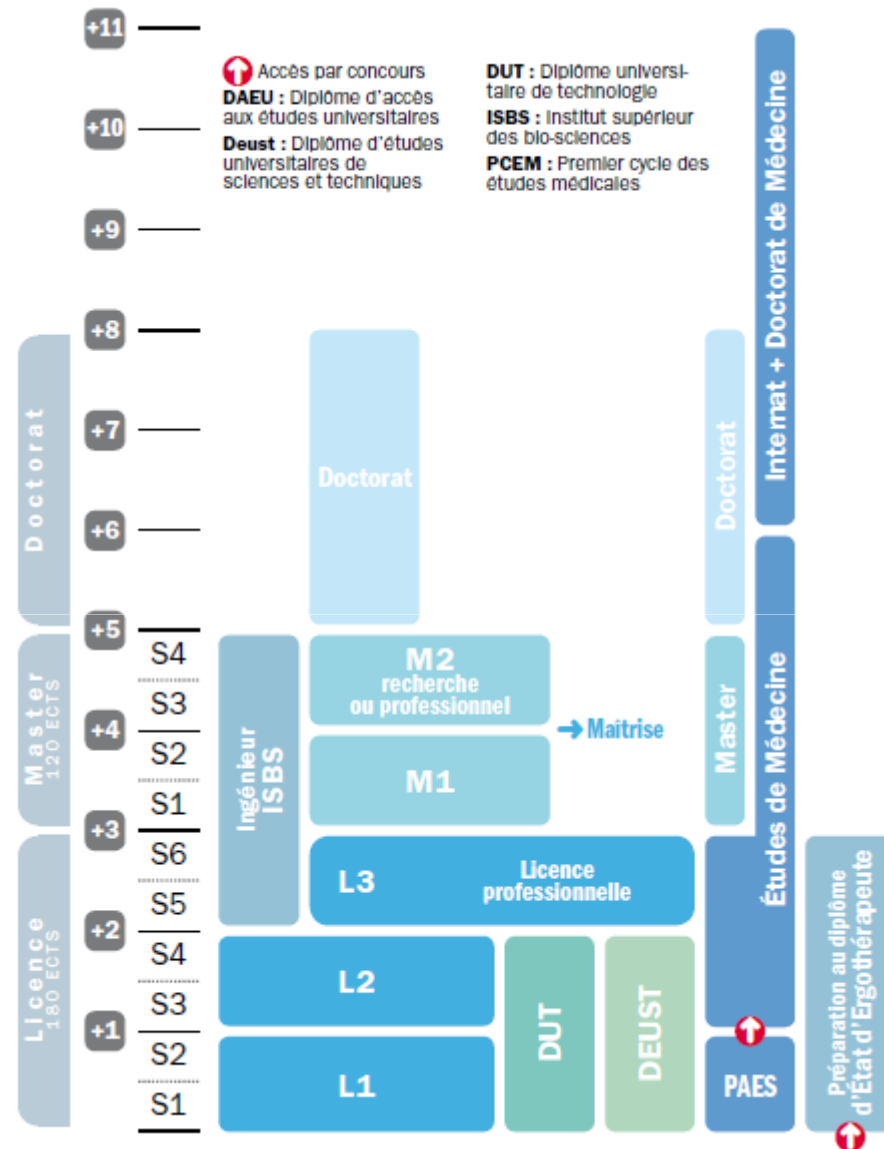 +11
Accès par concours
DAEU : Diplôme d'accès
aux études universitaires
Deust : Diplôme d'études
universitaires de
sciences et techniques
DUT : Diplôme universi-
taire de technologie
ISBS : Institut supérieur
des bio-sciences
PCEM : Premier cycle des
études médicales
+10
+9
+8
+7
+6
+5
+4
+3
+2
+1
Doctorat
Master
120 ECTS
Licence
180 ECTS
S4
S3
S2
S1
S6
S5
S4
S3
S2
S1
Ingénieur
ISBS
Doctorat
M2
recherche
ou professionnel
→ Maîtrise
M1
L3
Licence
professionnelle
L2
L1
DUT
DEUST
Doctorat
Master
Internat + Doctorat de Médecine
Études de Médecine
PAES
Préparation au diplôme
d'État d'Ergothérapeute